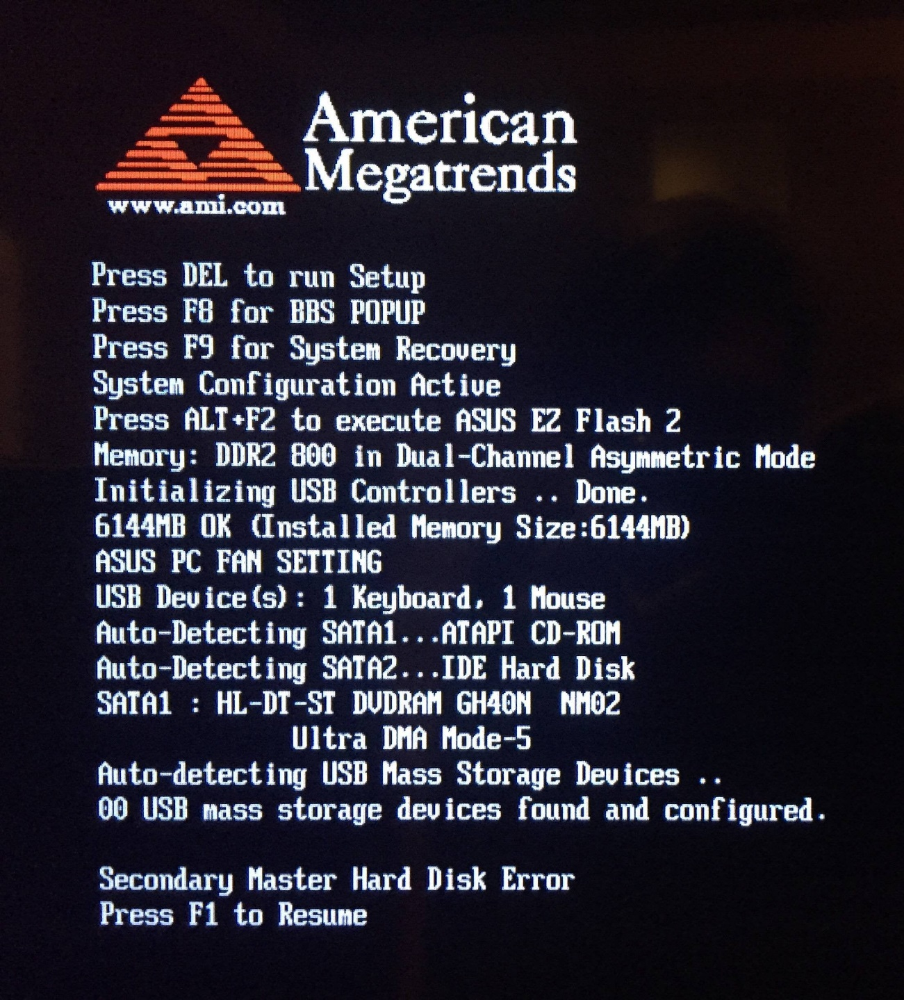 American
Megatrends
www.ami.com
Press DEL to run Setup
Press F8 for BBS POPUP
Press F9 for System Recovery
System Configuration Active
Press ALT+F2 to execute ASUS EZ Flash 2
Memory: DDR2 800 in Dual-Channel Asymmetric Mode
Initializing USB Controllers .. Done.
6144MB OK (Installed Memory Size:6144MB)
ASUS PC FAN SETTING
USB Device(s): 1 Keyboard, 1 Mouse
Auto-Detecting SATA1...ATAPI CD-ROM
Auto-Detecting SATA2...IDE Hard Disk
SATA1 : HL-DT-ST DVDRAM GH40N  NM02
Ultra DMA Mode-5
Auto-detecting USB Mass Storage Devices ..
00 USB mass storage devices found and configured.
Secondary Master Hard Disk Error
Press F1 to Resume